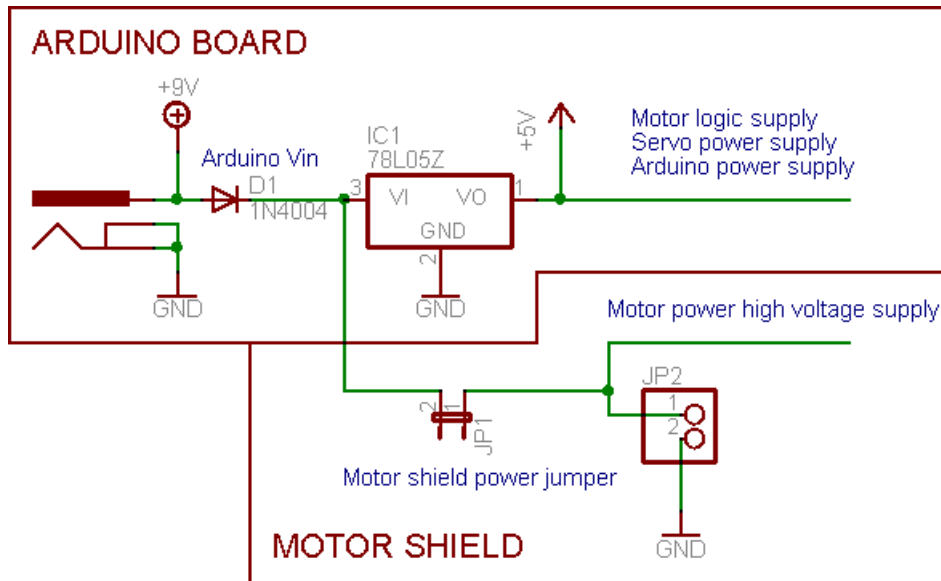 ARDUINO BOARD
+9V
Arduino Vin
D1
1N4004
IC1
78L05Z
3
VI
VO
1
GND
2
GND
GND
+5V
Motor logic supply
Servo power supply
Arduino power supply
Motor power high voltage supply
JP2
1
2
2
1
JP1
Motor shield power jumper
GND
MOTOR SHIELD